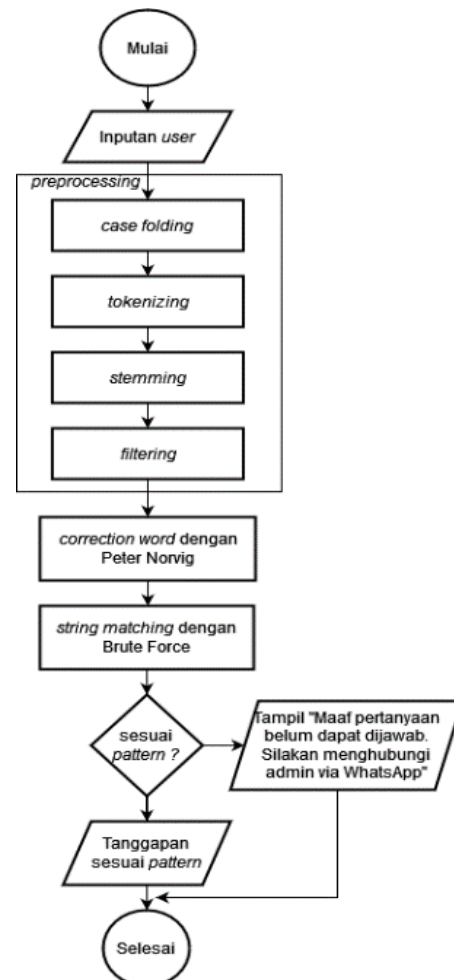 Mulai
Inputan user
preprocessing
case folding
tokenizing
stemming
filtering
correction word dengan
Peter Norvig
string matching dengan
Brute Force
sesuai
pattern ?
Tampil "Maaf pertanyaan
belum dapat dijawab.
Silakan menghubungi
admin via WhatsApp"
Tanggapan
sesuai pattern
Selesai